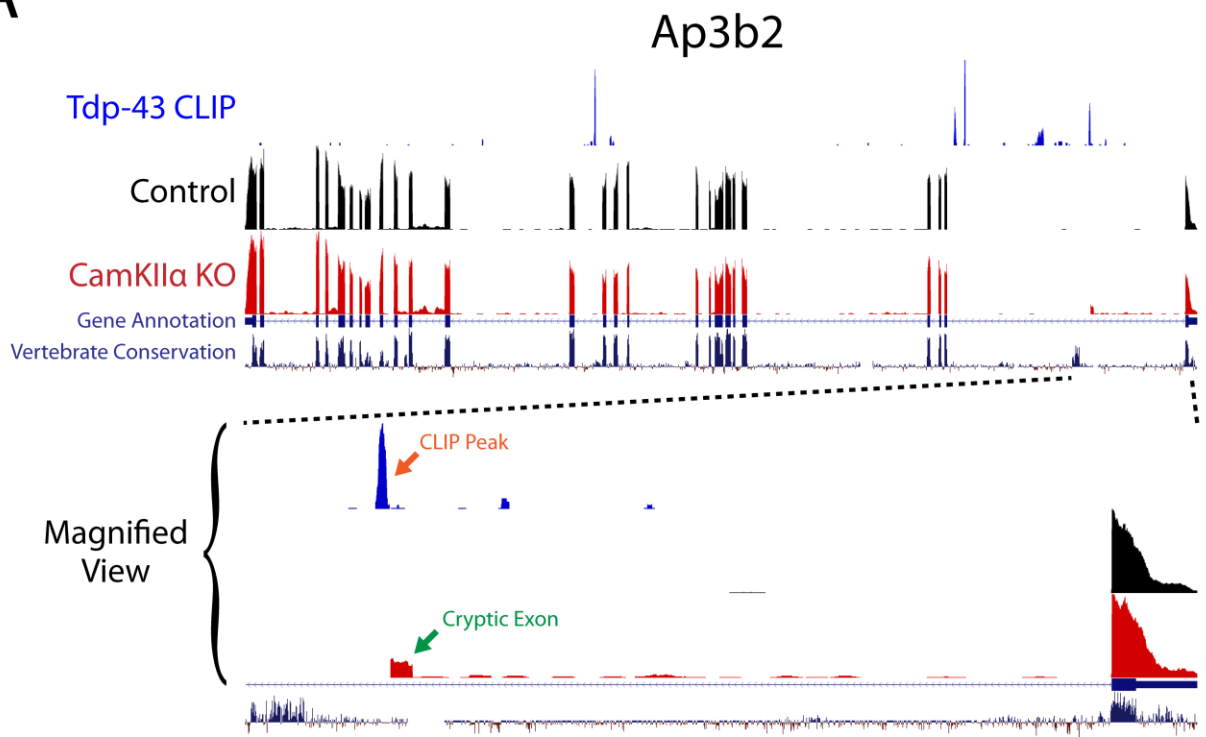 A
Ap3b2
Tdp-43 CLIP
Control
CamKIIα KO
Gene Annotation
Vertebrate Conservation
CLIP Peak
Magnified
View
Cryptic Exon